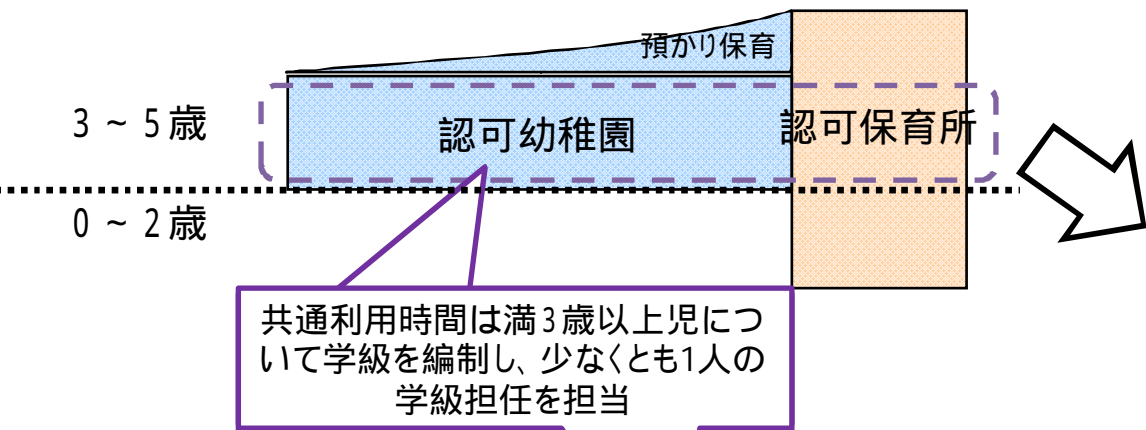 預かり保育
3～5歳
認可幼稚園
認可保育所
0～2歳
共通利用時間は満3歳以上児につ
いて学級を編制し、少なくとも1人の
学級担任を担当